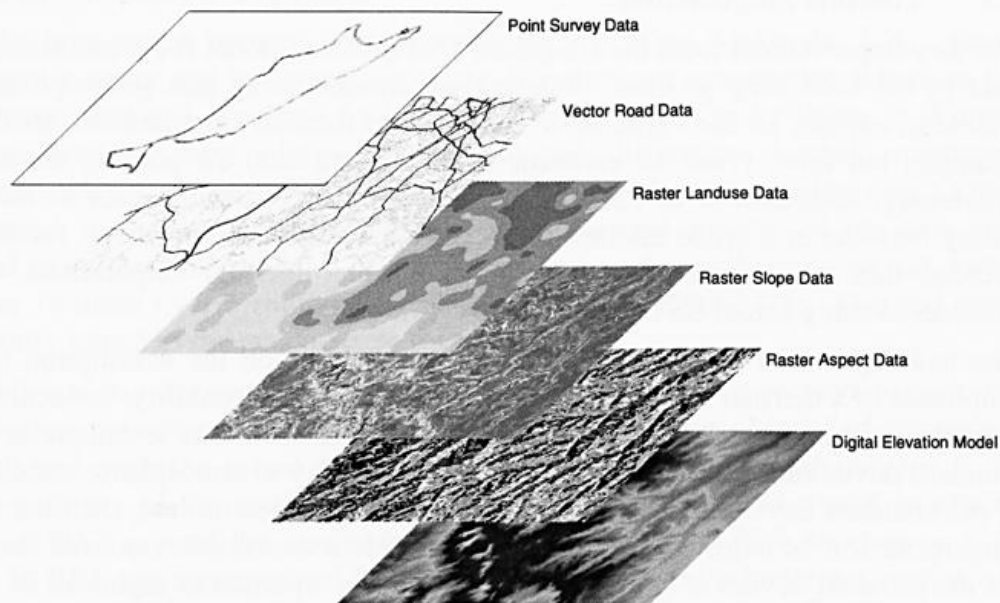 Point Survey Data
Vector Road Data
Raster Landuse Data
Raster Slope Data
Raster Aspect Data
Digital Elevation Model